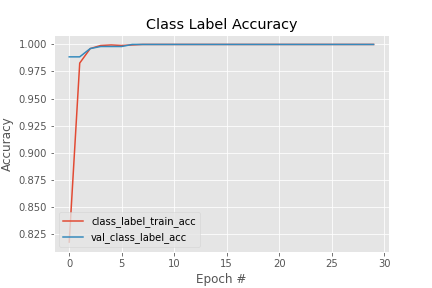 Class Label Accuracy
Accuracy
1.000
0.975
0.950
0.925
0.900
0.875
0.850
0.825
class_label_train_acc
val_class_label_acc
0 5 10 15 20 25 30
Epoch #